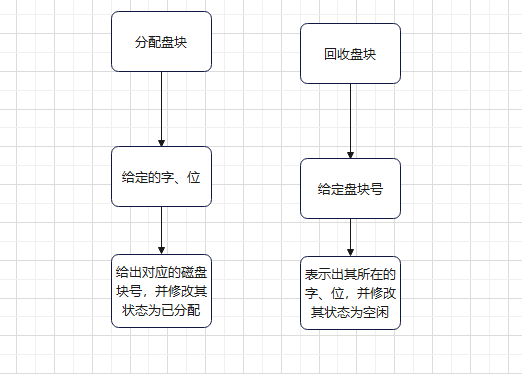 分配盘块
给定的字、位
给出对应的磁盘
块号，并修改其
状态为已分配
回收盘块
给定盘块号
表示出其所在的
字、位，并修改
其状态为空闲